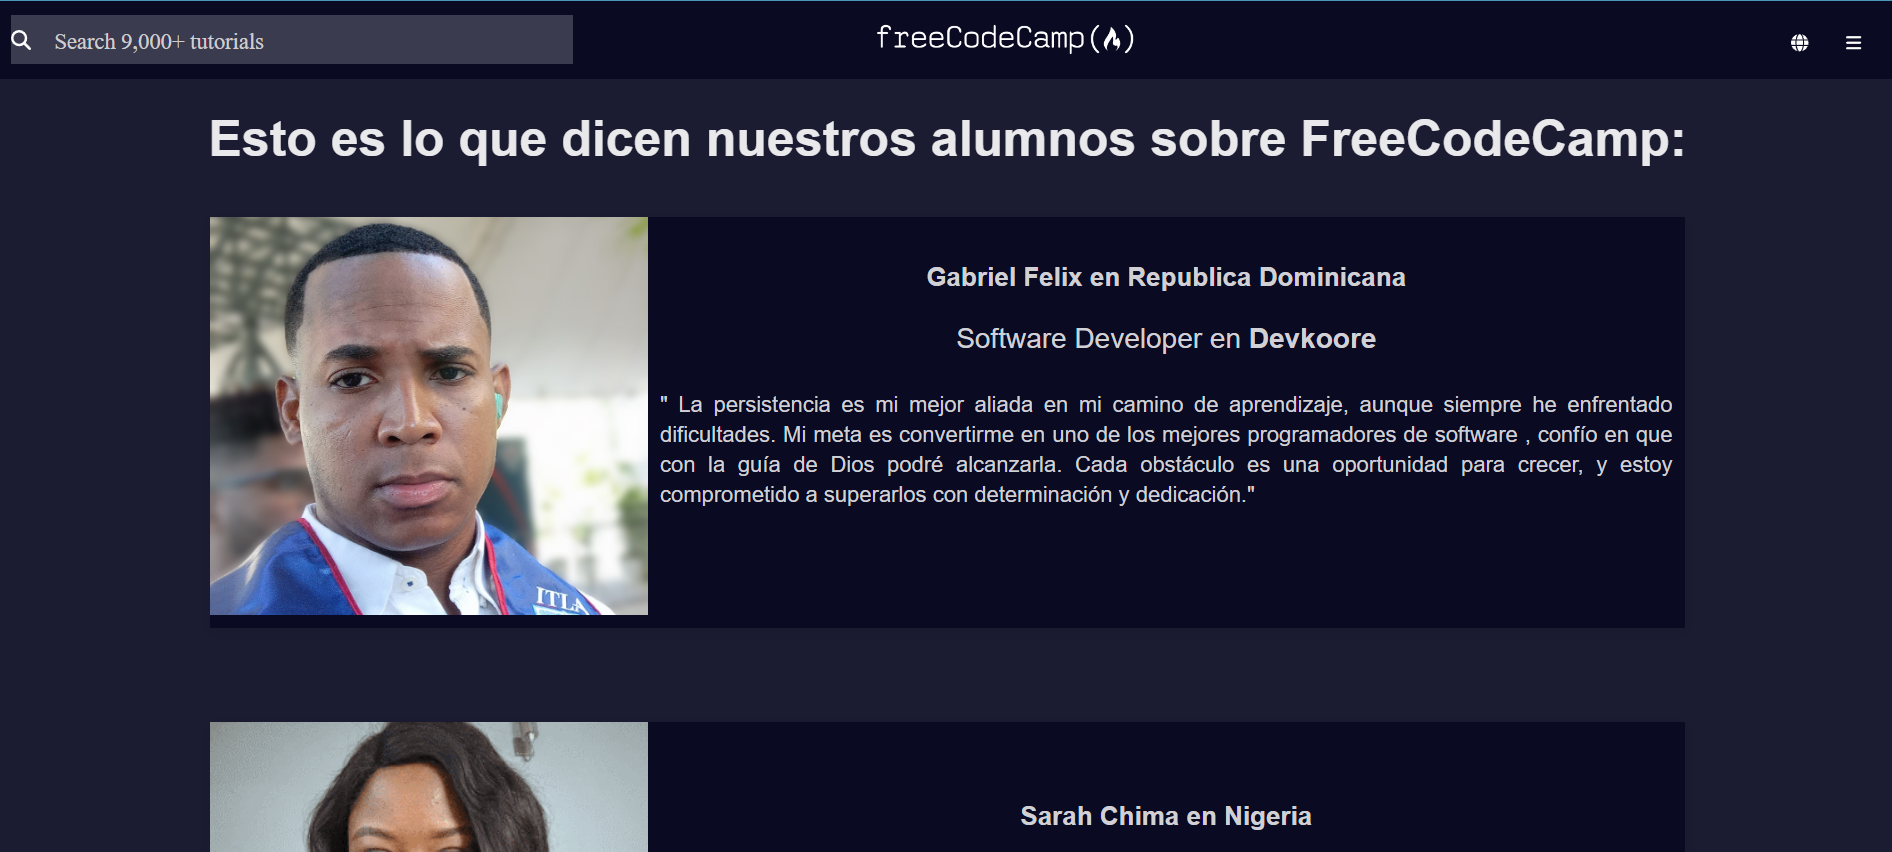 Search 9,000+ tutorials
freeCodeCamp
Esto es lo que dicen nuestros alumnos sobre FreeCodeCamp:
Gabriel Felix en Republica Dominicana
Software Developer en Devkoore
" La persistencia es mi mejor aliada en mi camino de aprendizaje, aunque siempre he enfrentado
dificultades. Mi meta es convertirme en uno de los mejores programadores de software , confío en que
con la guía de Dios podré alcanzarla. Cada obstáculo es una oportunidad para crecer, y estoy
comprometido a superarlos con determinación y dedicación."
ITLA
Sarah Chima en Nigeria